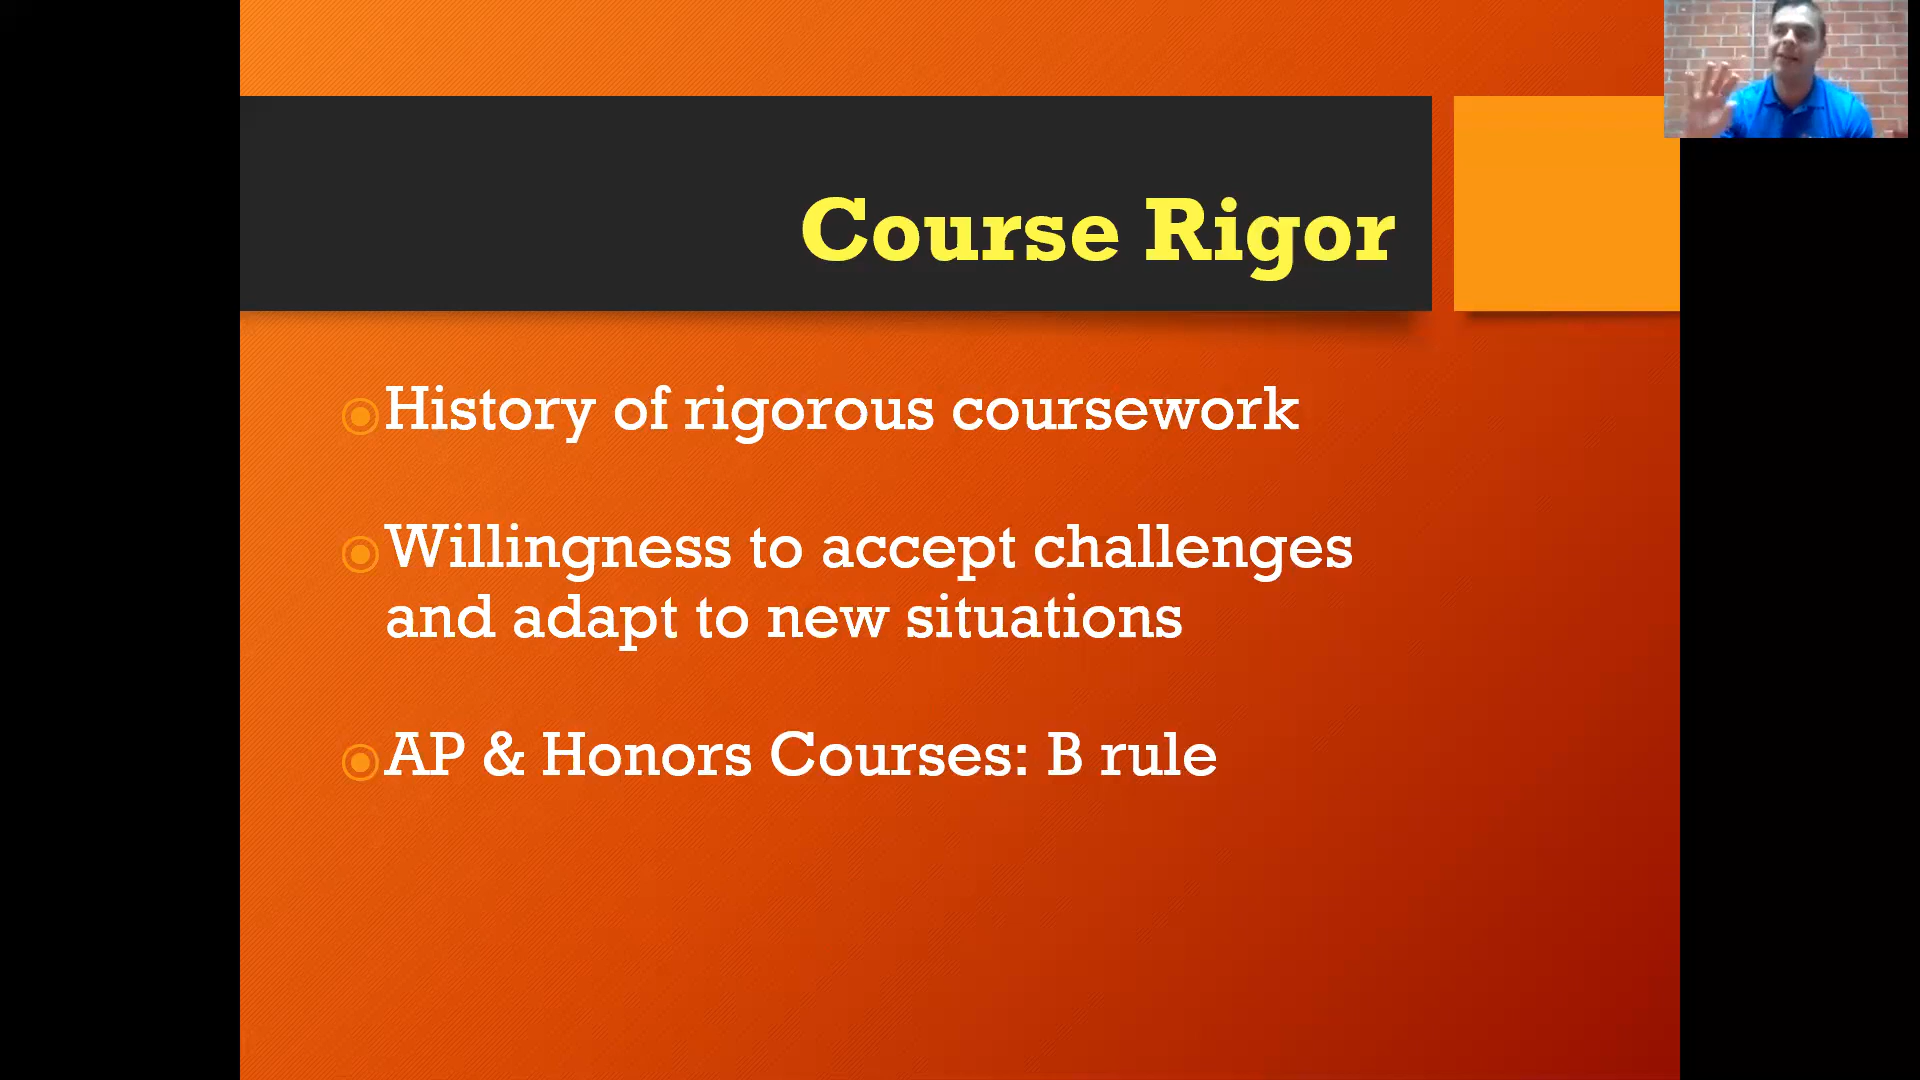 Course Rigor
History of rigorous coursework
Willingness to accept challenges
and adapt to new situations
AP & Honors Courses: B rule